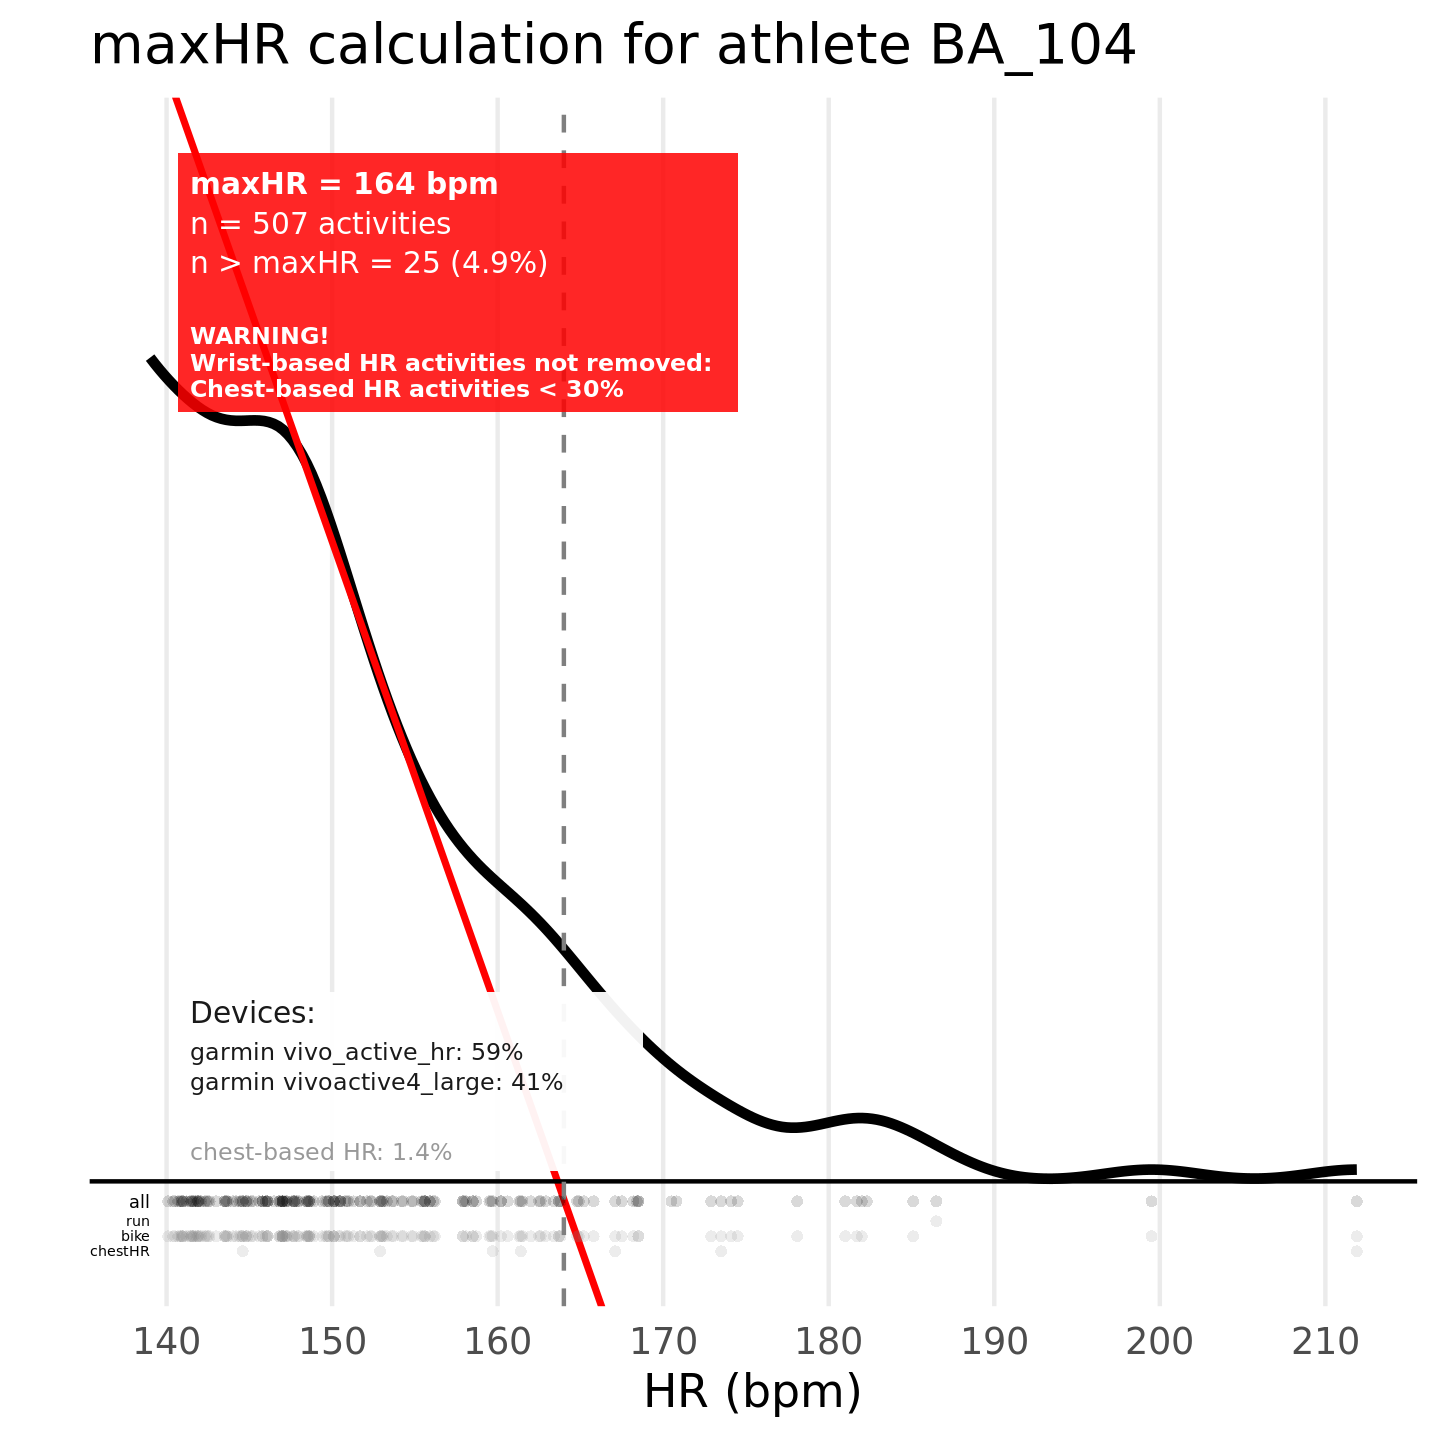 maxHR calculation for athlete BA_104
maxHR = 164 bpm
n = 507 activities
n > maxHR = 25 (4.9%)
WARNING!
Wrist-based HR activities not removed:
Chest-based HR activities < 30%
Devices:
garmin vivo_active_hr: 59%
garmin vivoactive4_large: 41%
chest-based HR: 1.4%
all
run
bike
chestHR
140 150 160 170 180 190 200 210
HR (bpm)